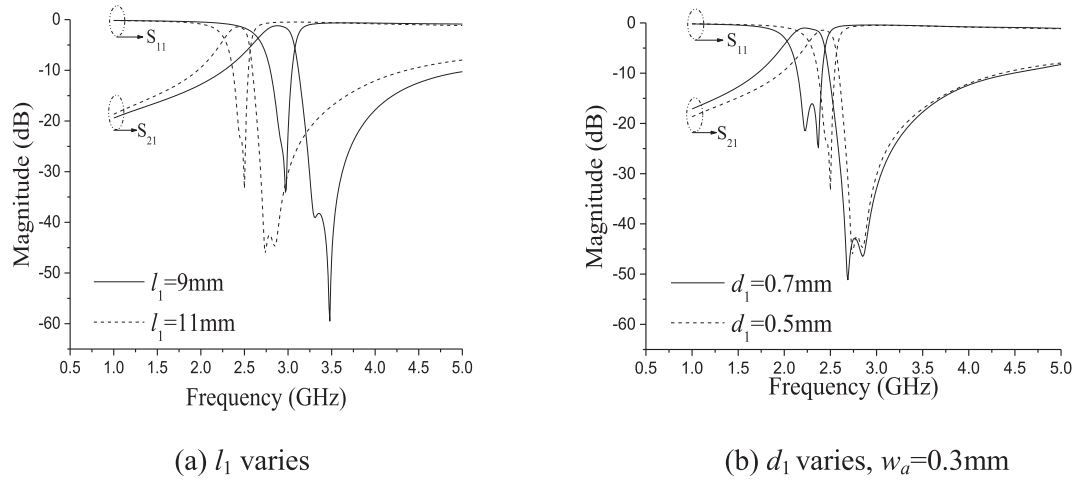 0
-10
-20
-30
-40
-50
-60
Magnitude (dB)
S11
S21
l1=9mm
l1=11mm
0.5 1.0 1.5 2.0 2.5 3.0 3.5 4.0 4.5 5.0
Frequency (GHz)
(a) l1 varies
0
-10
-20
-30
-40
-50
-60
Magnitude (dB)
S11
S21
d1=0.7mm
d1=0.5mm
0.5 1.0 1.5 2.0 2.5 3.0 3.5 4.0 4.5 5.0
Frequency (GHz)
(b) d1 varies, wa=0.3mm